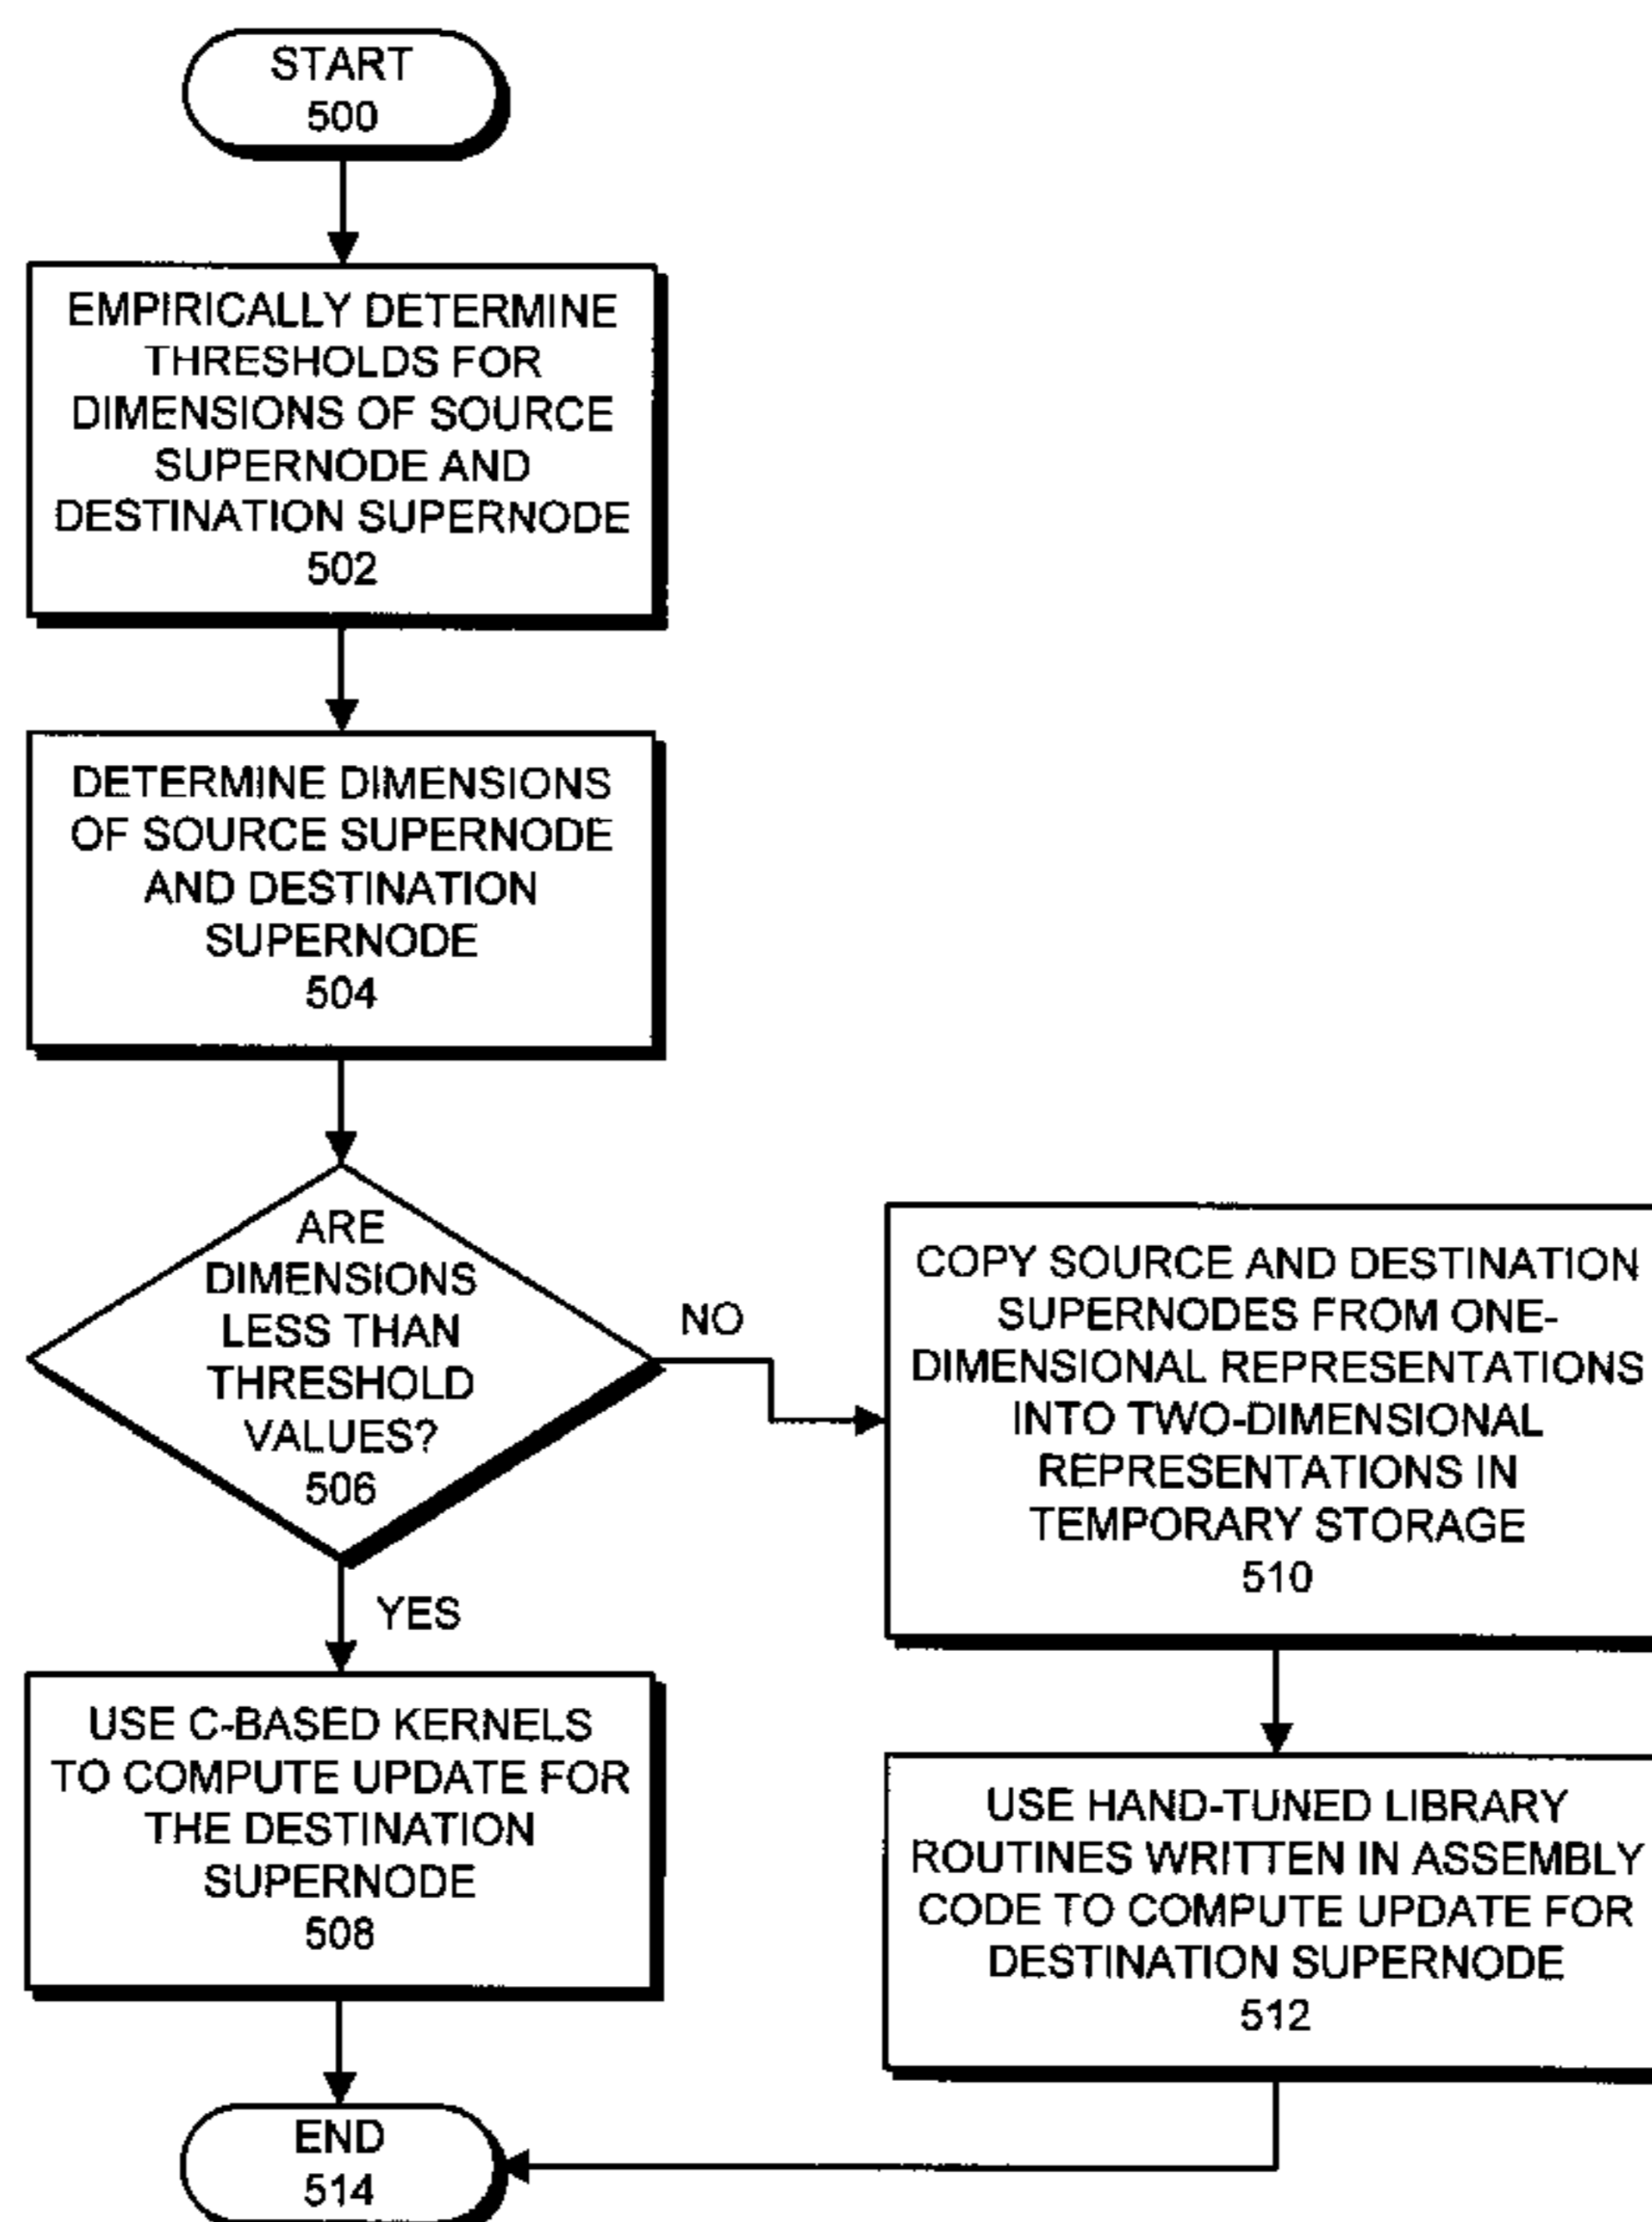 START
500
EMPIRICALLY DETERMINE
THRESHOLDS FOR
DIMENSIONS OF SOURCE
SUPERNODE AND
DESTINATION SUPERNODE
502
DETERMINE DIMENSIONS
OF SOURCE SUPERNODE
AND DESTINATION
SUPERNODE
504
ARE
DIMENSIONS
LESS THAN
THRESHOLD
VALUES?
506
NO
YES
COPY SOURCE AND DESTINATION
SUPERNODES FROM ONE-
DIMENSIONAL REPRESENTATIONS
INTO TWO-DIMENSIONAL
REPRESENTATIONS IN
TEMPORARY STORAGE
510
USE C-BASED KERNELS
TO COMPUTE UPDATE FOR
THE DESTINATION
SUPERNODE
508
USE HAND-TUNED LIBRARY
ROUTINES WRITTEN IN ASSEMBLY
CODE TO COMPUTE UPDATE FOR
DESTINATION SUPERNODE
512
END
514